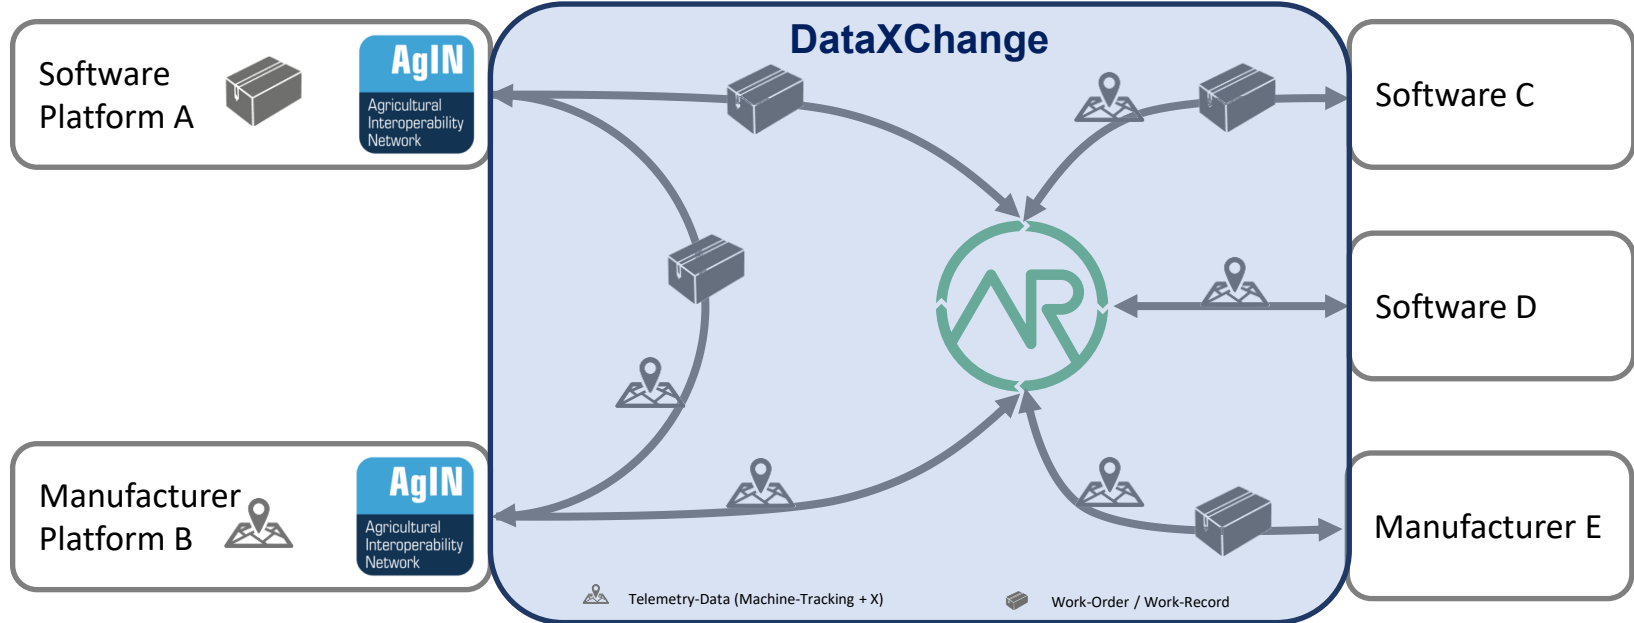 DataXChange
Software
Platform A
AgIN
Agricultural
Interoperability
Network
Software C
AR
Software D
Manufacturer
Platform B
AgIN
Agricultural
Interoperability
Network
Manufacturer E
Telemetry-Data (Machine-Tracking + X)
Work-Order / Work-Record